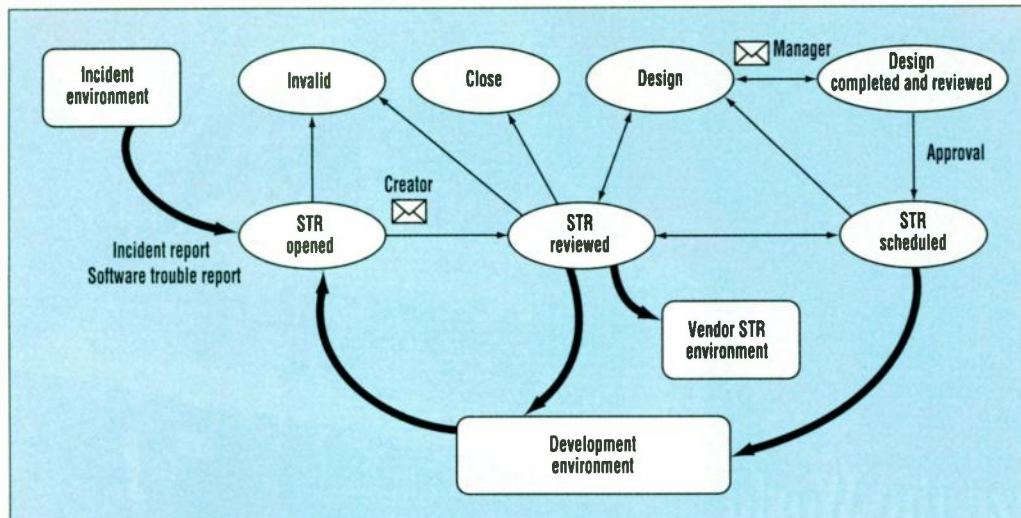 Incident
environment
Invalid
Close
Design
Manager
Design
completed and reviewed
Approval
Creator
STR
opened
STR
reviewed
STR
scheduled
Incident report
Software trouble report
Vendor STR
environment
Development
environment